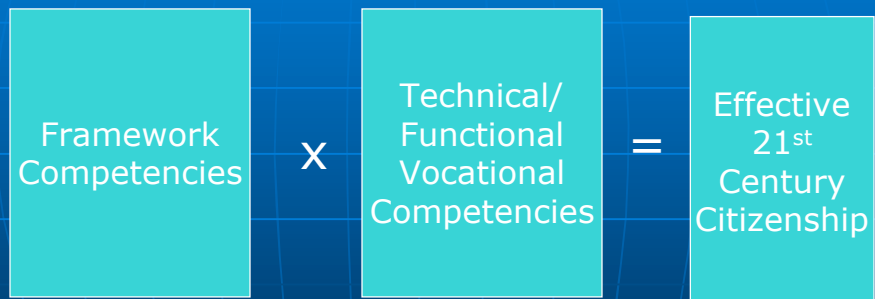 Framework
Competencies
x
Technical/
Functional
Vocational
Competencies
=
Effective
21st
Century
Citizenship